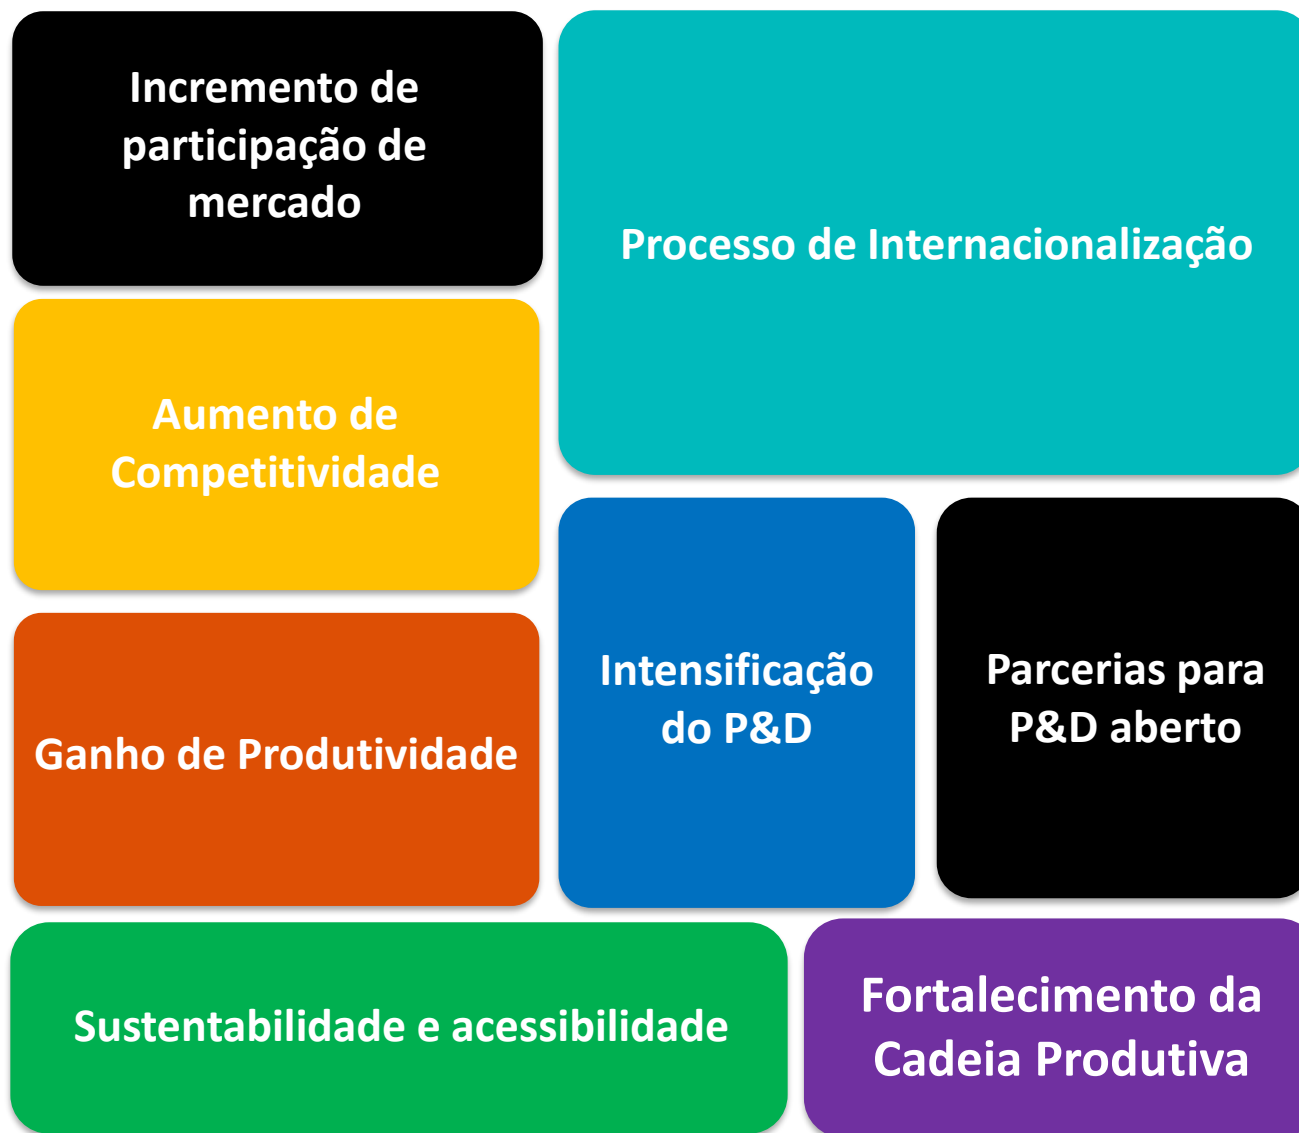 Incremento de
participação de
mercado
Processo de Internacionalização
Aumento de
Competitividade
Intensificação
do P&D
Parcerias para
P&D aberto
Ganho de Produtividade
Sustentabilidade e acessibilidade
Fortalecimento da
Cadeia Produtiva